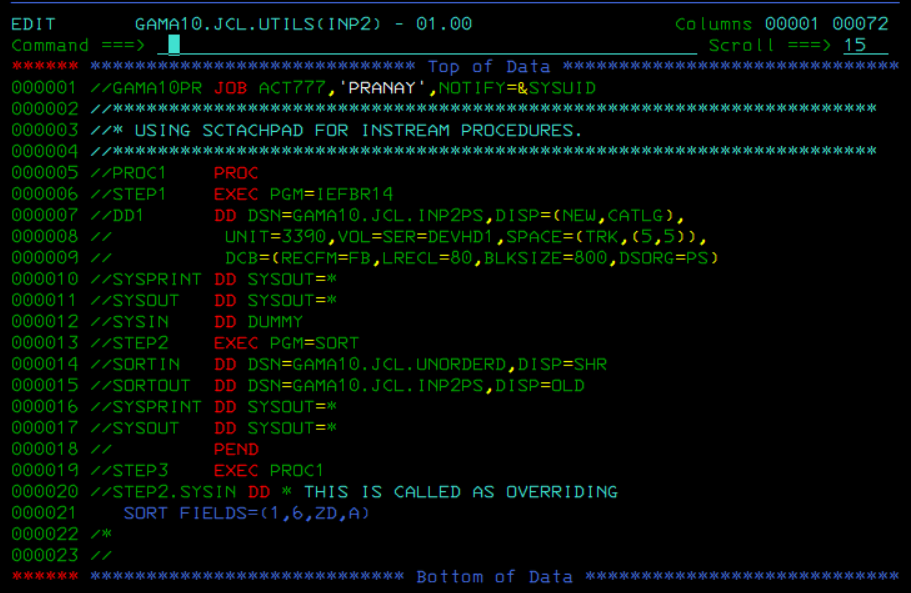 EDIT       GAMA10.JCL.UTILS(INP2) - 01.00                   Columns 00001 00072
Command ===>                                                  Scroll ===> 15
****** ***************************** Top of Data ******************************
000001 //GAMA10PR JOB ACT777,'PRANAY',NOTIFY=&SYSUID
000002 //*********************************************************************
000003 //* USING SCTACHPAD FOR INSTREAM PROCEDURES.
000004 //*********************************************************************
000005 //PROC1    PROC
000006 //STEP1    EXEC PGM=IEFBR14
000007 //DD1      DD DSN=GAMA10.JCL.INP2PS,DISP=(NEW,CATLG),
000008 //          UNIT=3390,VOL=SER=DEVHD1,SPACE=(TRK,(5,5)),
000009 //          DCB=(RECFM=FB,LRECL=80,BLKSIZE=800,DSORG=PS)
000010 //SYSPRINT DD SYSOUT=*
000011 //SYSOUT   DD SYSOUT=*
000012 //SYSIN    DD DUMMY
000013 //STEP2    EXEC PGM=SORT
000014 //SORTIN   DD DSN=GAMA10.JCL.UNORDERD,DISP=SHR
000015 //SORTOUT  DD DSN=GAMA10.JCL.INP2PS,DISP=OLD
000016 //SYSPRINT DD SYSOUT=*
000017 //SYSOUT   DD SYSOUT=*
000018 //         PEND
000019 //STEP3    EXEC PROC1
000020 //STEP2.SYSIN DD * THIS IS CALLED AS OVERRIDING
000021    SORT FIELDS=(1,6,ZD,A)
000022 /*
000023 //
****** **************************** Bottom of Data ****************************